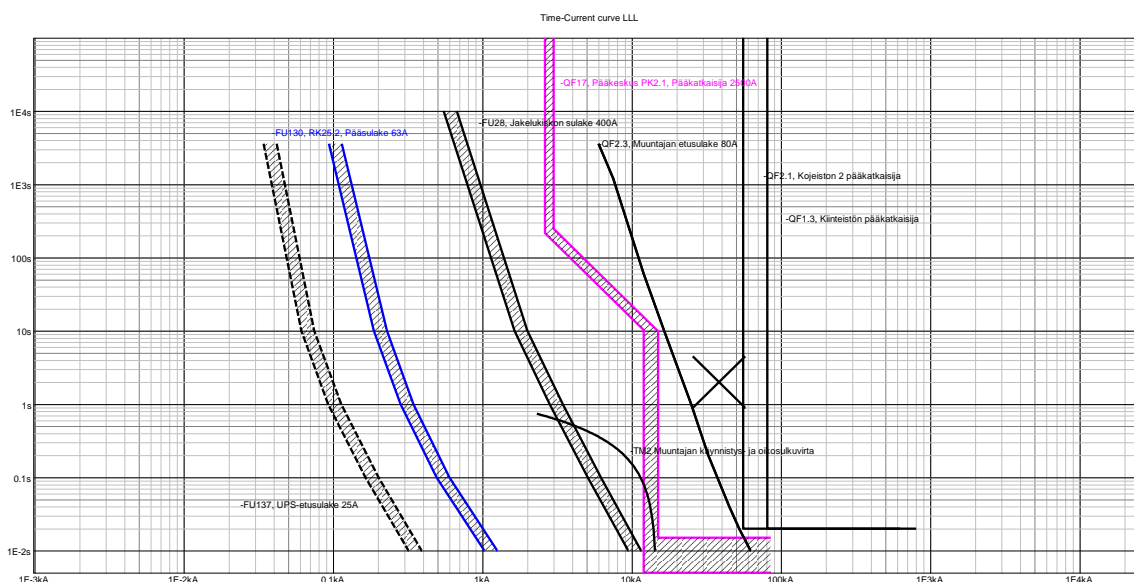 Time-Current curve LLL
-QF17, Pääkeskus PK2.1, Pääkatkaisija 2500A
1E4s
-FU28, Jakelukiskon sulake 400A
-FU130, RK25.2, Pääsulake 63A
-QF2.3, Muuntajan etusulake 80A
-QF2.1, Kojeiston 2 pääkatkaisija
1E3s
-QF1.3, Kiinteistön pääkatkaisija
100s
10s
1s
-TM2 Muuntajan käynnistys- ja oikosulkuvirta
0.1s
-FU137, UPS-etusulake 25A
1E-2s
1E-3kA 1E-2kA 0.1kA 1kA 10kA 100kA 1E3kA 1E4kA